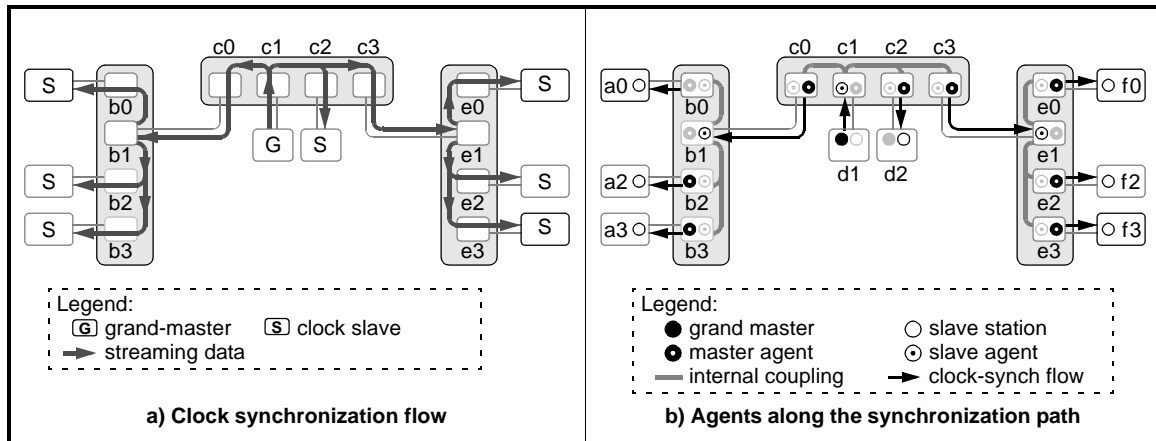 c0 c1 c2 c3
S
b0
e0
S
G
S
b1
e1
S
b2
e2
S
S
b3
e3
S
Legend:
G grand-master
S clock slave
streaming data
a) Clock synchronization flow
c0 c1 c2 c3
a0
b0
e0
f0
b1
d1
d2
e1
a2
b2
e2
f2
a3
b3
e3
f3
Legend:
grand master
slave station
master agent
slave agent
internal coupling
clock-synch flow
b) Agents along the synchronization path